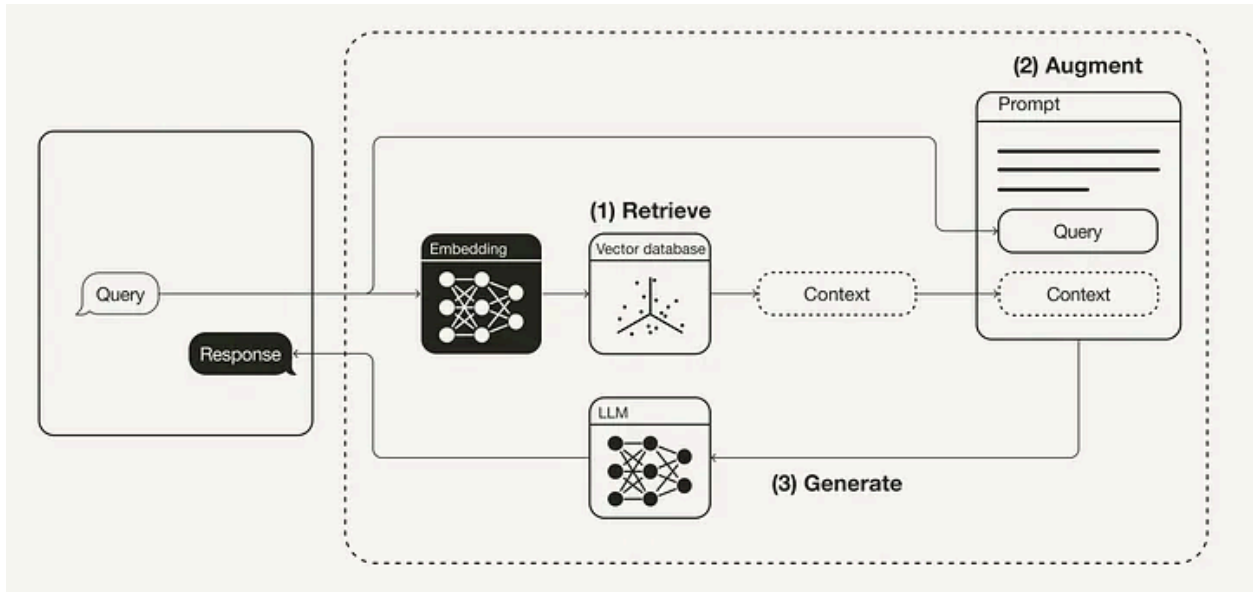 (2) Augment
Prompt
(1) Retrieve
Query
Embedding
Vector database
Query
Context
Context
Response
LLM
(3) Generate